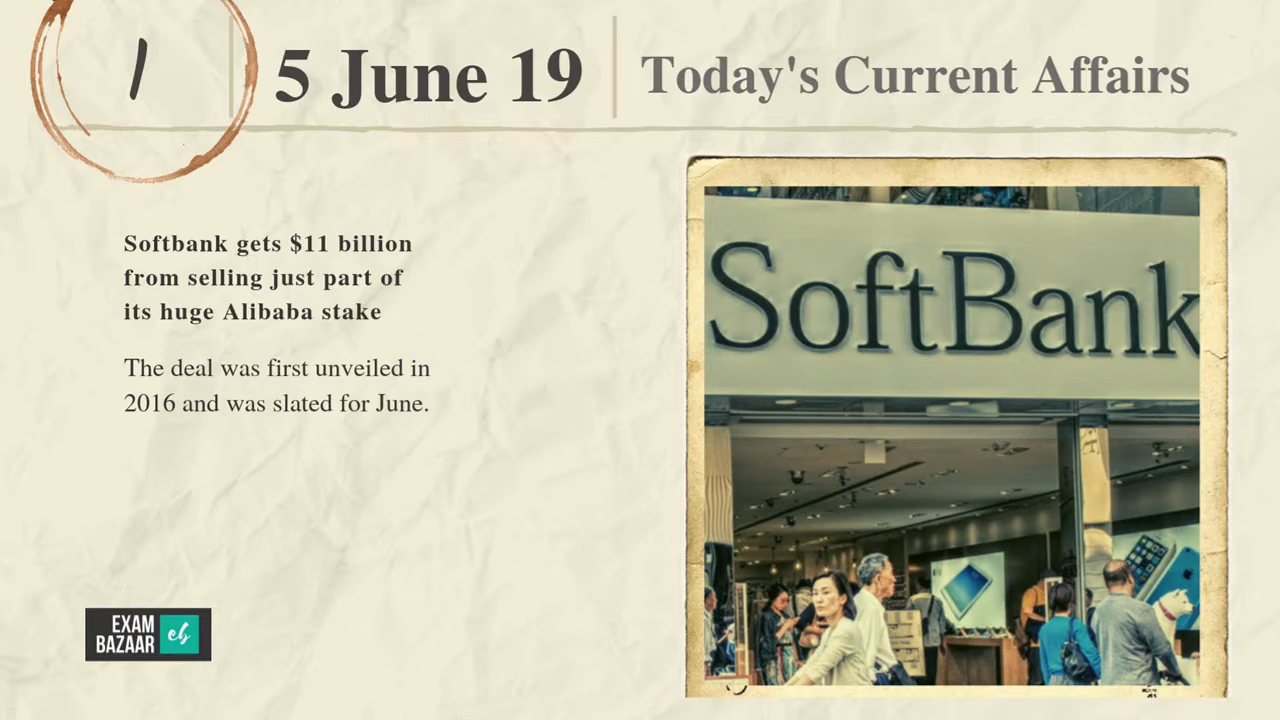 1
5 June 19
Today's Current Affairs
Softbank gets $11 billion
from selling just part of
its huge Alibaba stake
The deal was first unveiled in
2016 and was slated for June.
SoftBank
EXAM
BAZAAR
eb